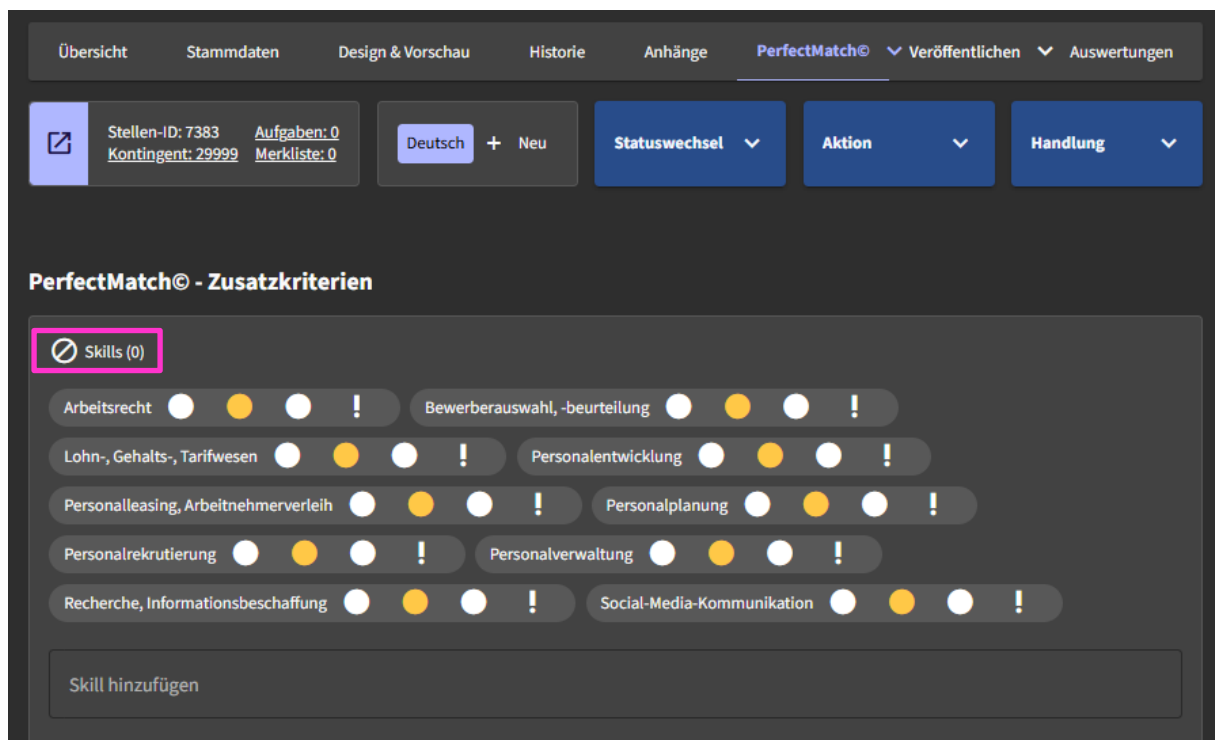 Übersicht Stammdaten Design & Vorschau Historie Anhänge PerfectMatch© Veröffentlichen Auswertungen
Stellen-ID: 7383 Aufgaben: 0
Kontingent: 29999 Merkliste: 0
Deutsch + Neu
Statuswechsel
Aktion
Handlung
PerfectMatch© - Zusatzkriterien
Skills (0)
Arbeitsrecht ! Bewerberauswahl, -beurteilung !
Lohn-, Gehalts-, Tarifwesen ! Personalentwicklung !
Personalleasing, Arbeitnehmerverleih ! Personalplanung !
Personalrekrutierung ! Personalverwaltung !
Recherche, Informationsbeschaffung ! Social-Media-Kommunikation !
Skill hinzufügen